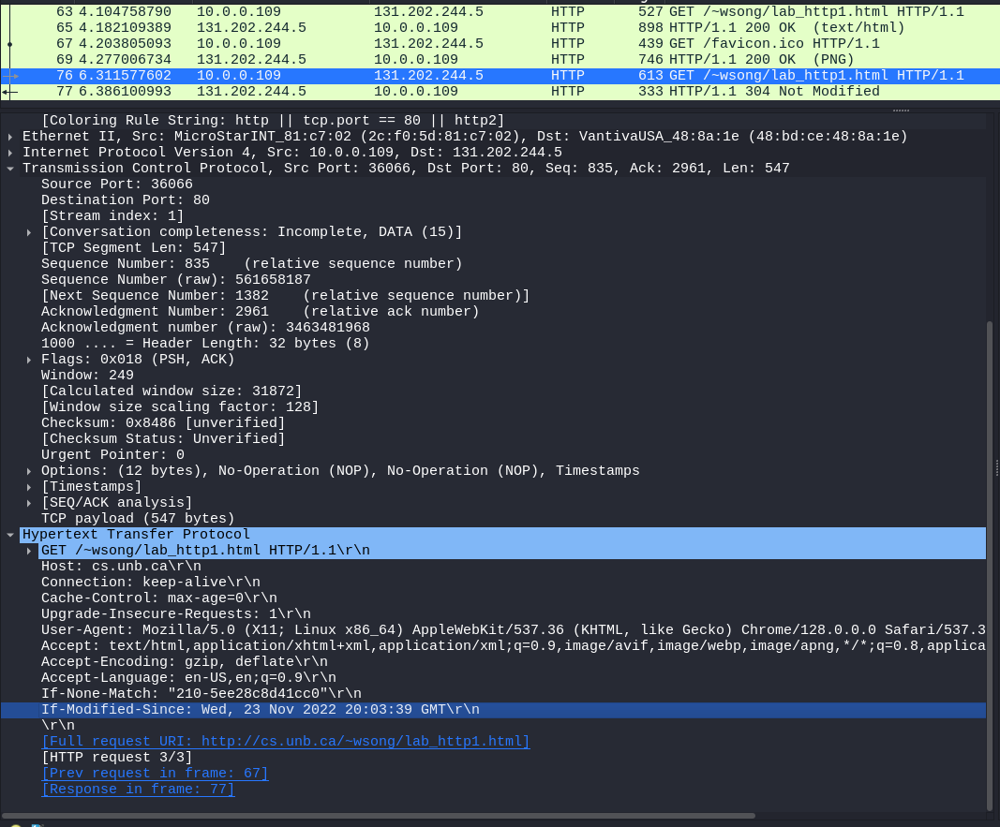 63 4.104758790 10.0.0.109 131.202.244.5 HTTP 527 GET /~wsong/lab_http1.html HTTP/1.1
65 4.182109389 131.202.244.5 10.0.0.109 HTTP 898 HTTP/1.1 200 OK (text/html)
67 4.203805093 10.0.0.109 131.202.244.5 HTTP 439 GET /favicon.ico HTTP/1.1
69 4.277006734 131.202.244.5 10.0.0.109 HTTP 746 HTTP/1.1 200 OK (PNG)
76 6.311577602 10.0.0.109 131.202.244.5 HTTP 613 GET /~wsong/lab_http1.html HTTP/1.1
77 6.386100993 131.202.244.5 10.0.0.109 HTTP 333 HTTP/1.1 304 Not Modified
[Coloring Rule String: http || tcp.port == 80 || http2]
Ethernet II, Src: MicroStarINT_81:c7:02 (2c:f0:5d:81:c7:02), Dst: VantivaUSA_48:8a:1e (48:bd:ce:48:8a:1e)
Internet Protocol Version 4, Src: 10.0.0.109, Dst: 131.202.244.5
Transmission Control Protocol, Src Port: 36066, Dst Port: 80, Seq: 835, Ack: 2961, Len: 547
Source Port: 36066
Destination Port: 80
[Stream index: 1]
[Conversation completeness: Incomplete, DATA (15)]
[TCP Segment Len: 547]
Sequence Number: 835 (relative sequence number)
Sequence Number (raw): 561658187
[Next Sequence Number: 1382 (relative sequence number)]
Acknowledgment Number: 2961 (relative ack number)
Acknowledgment number (raw): 3463481968
1000 .... = Header Length: 32 bytes (8)
Flags: 0x018 (PSH, ACK)
Window: 249
[Calculated window size: 31872]
[Window size scaling factor: 128]
Checksum: 0x8486 [unverified]
[Checksum Status: Unverified]
Urgent Pointer: 0
Options: (12 bytes), No-Operation (NOP), No-Operation (NOP), Timestamps
[Timestamps]
[SEQ/ACK analysis]
TCP payload (547 bytes)
Hypertext Transfer Protocol
GET /~wsong/lab_http1.html HTTP/1.1\r\n
Host: cs.unb.ca\r\n
Connection: keep-alive\r\n
Cache-Control: max-age=0\r\n
Upgrade-Insecure-Requests: 1\r\n
User-Agent: Mozilla/5.0 (X11; Linux x86_64) AppleWebKit/537.36 (KHTML, like Gecko) Chrome/128.0.0.0 Safari/537.3
Accept: text/html,application/xhtml+xml,application/xml;q=0.9,image/avif,image/webp,image/apng,*/*;q=0.8,applica
Accept-Encoding: gzip, deflate\r\n
Accept-Language: en-US,en;q=0.9\r\n
If-None-Match: "210-5ee28c8d41cc0"\r\n
If-Modified-Since: Wed, 23 Nov 2022 20:03:39 GMT\r\n
\r\n
[Full request URI: http://cs.unb.ca/~wsong/lab_http1.html]
[HTTP request 3/3]
[Prev request in frame: 67]
[Response in frame: 77]